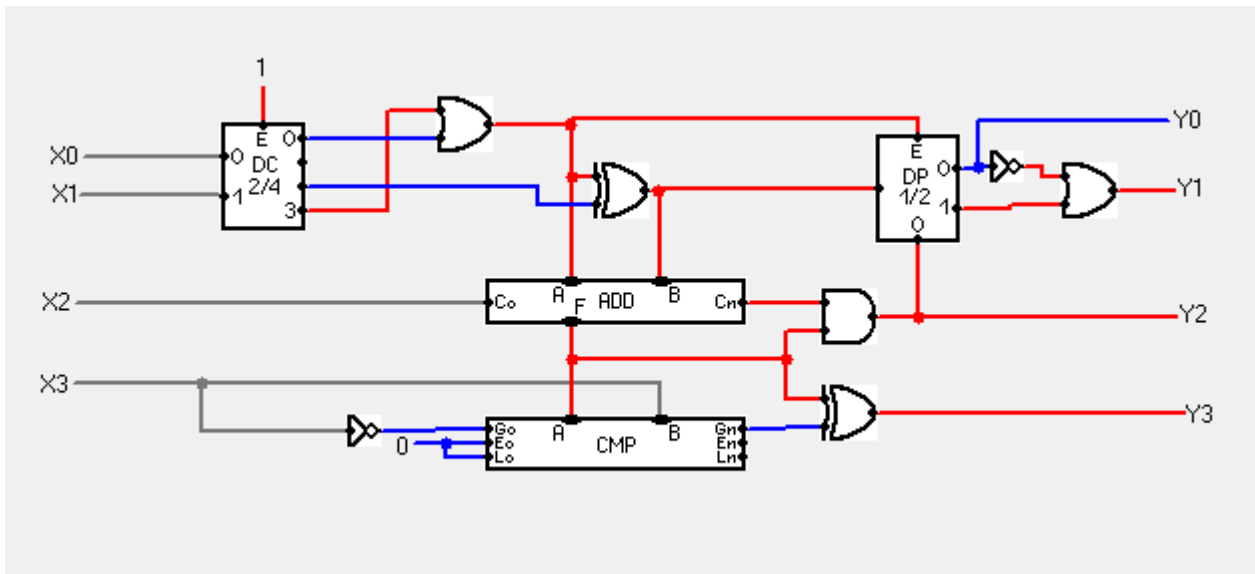 1
X0
X1
0
1
E
DC
2/4
0
3
E
DP
1/2
0
1
0
Y0
Y1
X2
Co
A
F
ADD
B
Cn
Y2
X3
0
Go
Eo
Lo
A
CMP
B
Gn
En
Ln
Y3